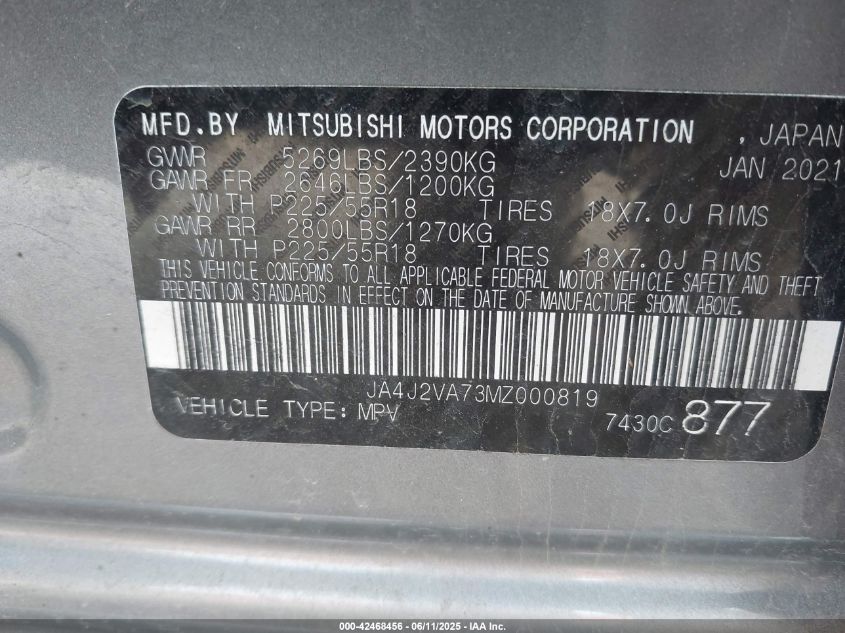 MFD.BY MITSUBISHI MOTORS CORPORATION , JAPAN
GVWR 5269LBS/2390KG JAN 2021
GAWR FR 2646LBS/1200KG
WITH P225/55R18 TIRES 18X7.0J RIMS
GAWR RR 2800LBS/1270KG
WITH P225/55R18 TIRES 18X7.0J RIMS
THIS VEHICLE CONFORMS TO ALL APPLICABLE FEDERAL MOTOR VEHICLE SAFETY AND THEFT
PREVENTION STANDARDS IN EFFECT ON THE DATE OF MANUFACTURE SHOWN ABOVE.
JA4J2VA73MZ000819
VEHICLE TYPE: MPV 7430C 877
000-42468456 - 06/11/2025 - IAA Inc.